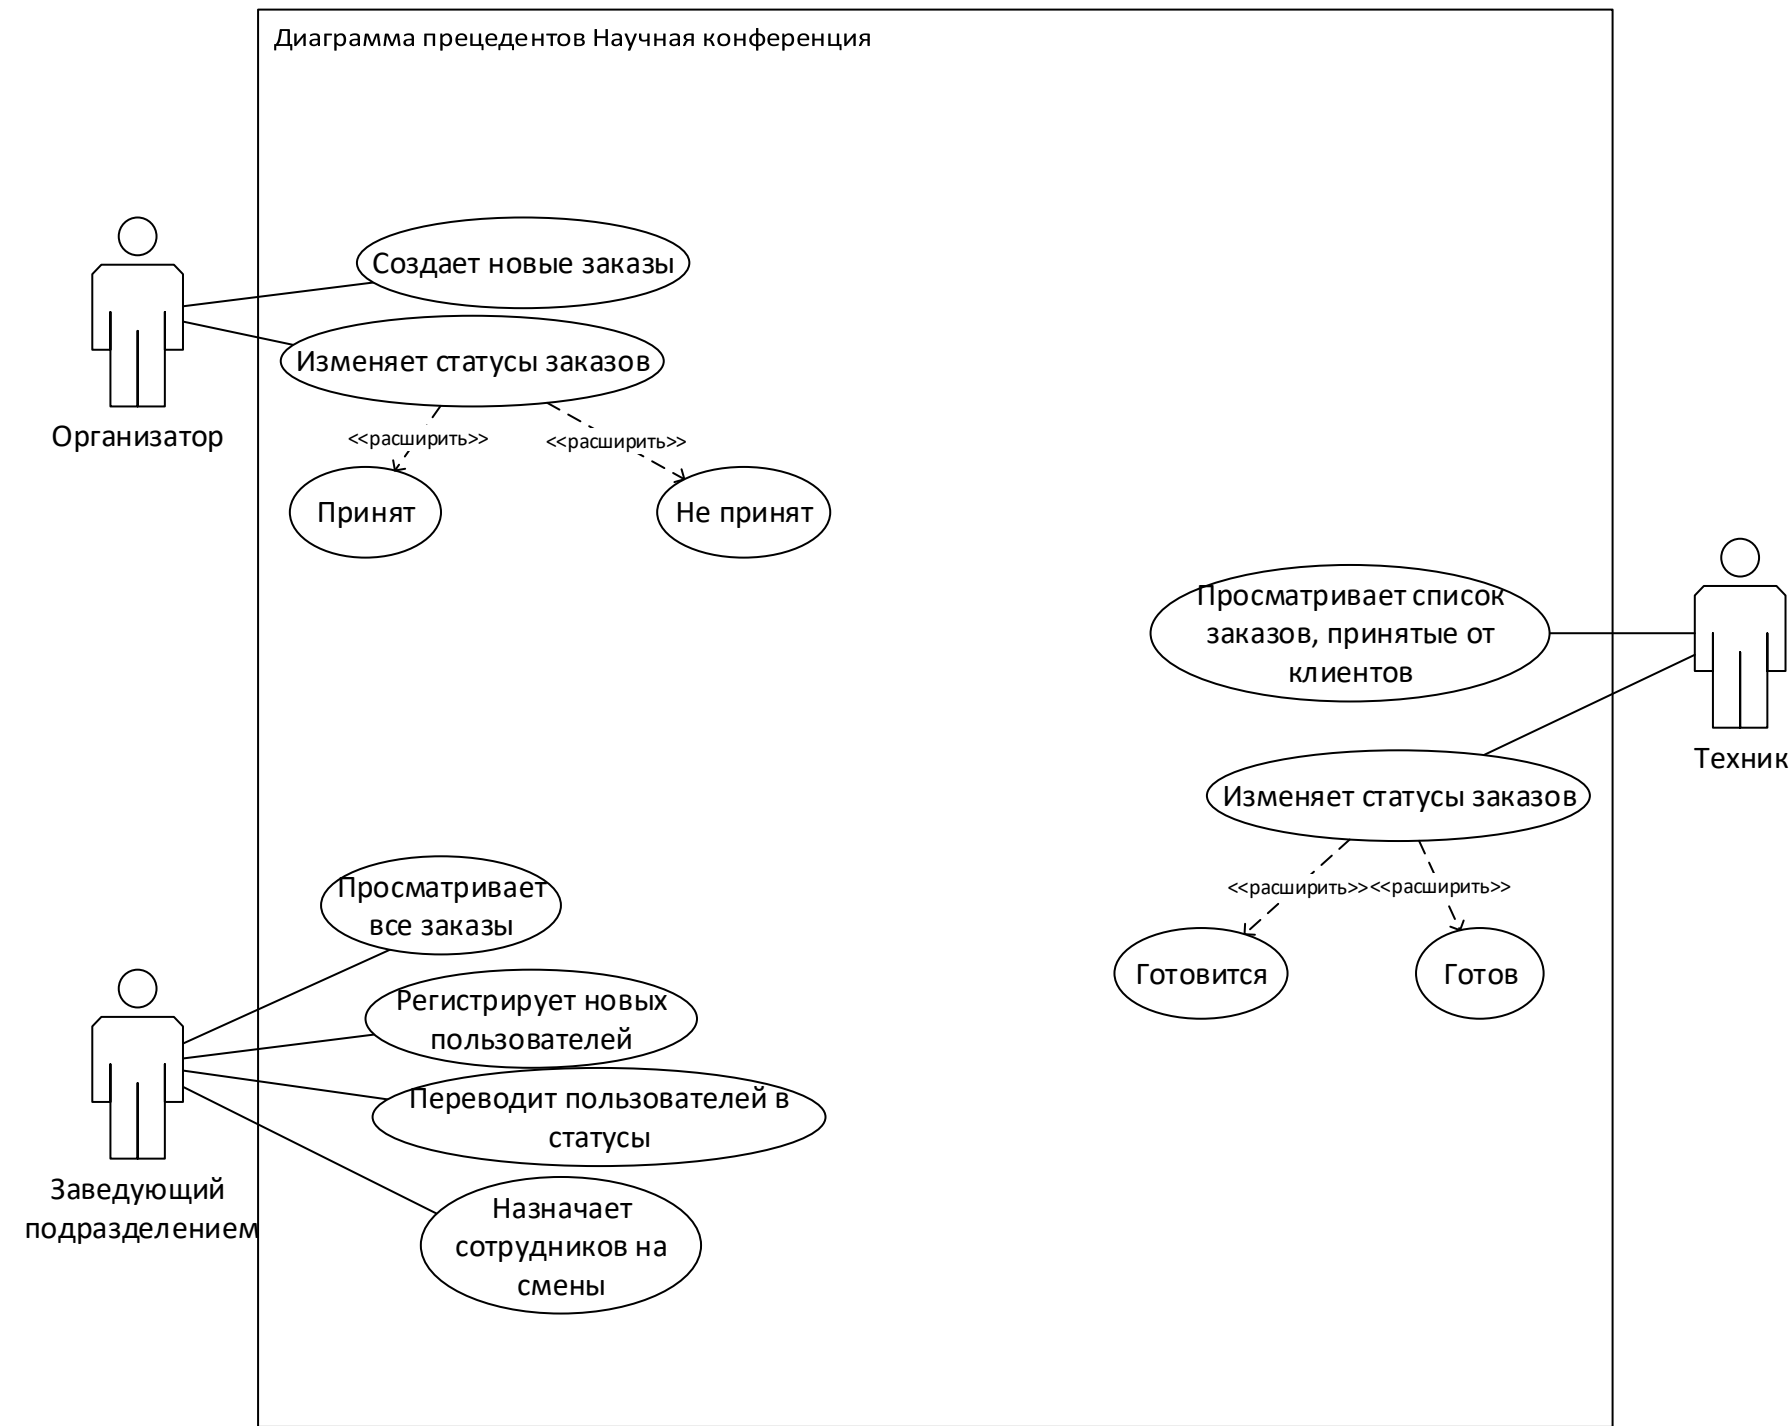 Диаграмма прецедентов Научная конференция
Создает новые заказы
Изменяет статусы заказов
Организатор
<<расширить>>
<<расширить>>
Принят
Не принят
Просматривает список
заказов, принятые от
клиентов
Техник
Изменяет статусы заказов
<<расширить>>
<<расширить>>
Готовится
Готов
Просматривает
все заказы
Регистрирует новых
пользователей
Переводит пользователей в
статусы
Заведующий
подразделением
Назначает
сотрудников на
смены